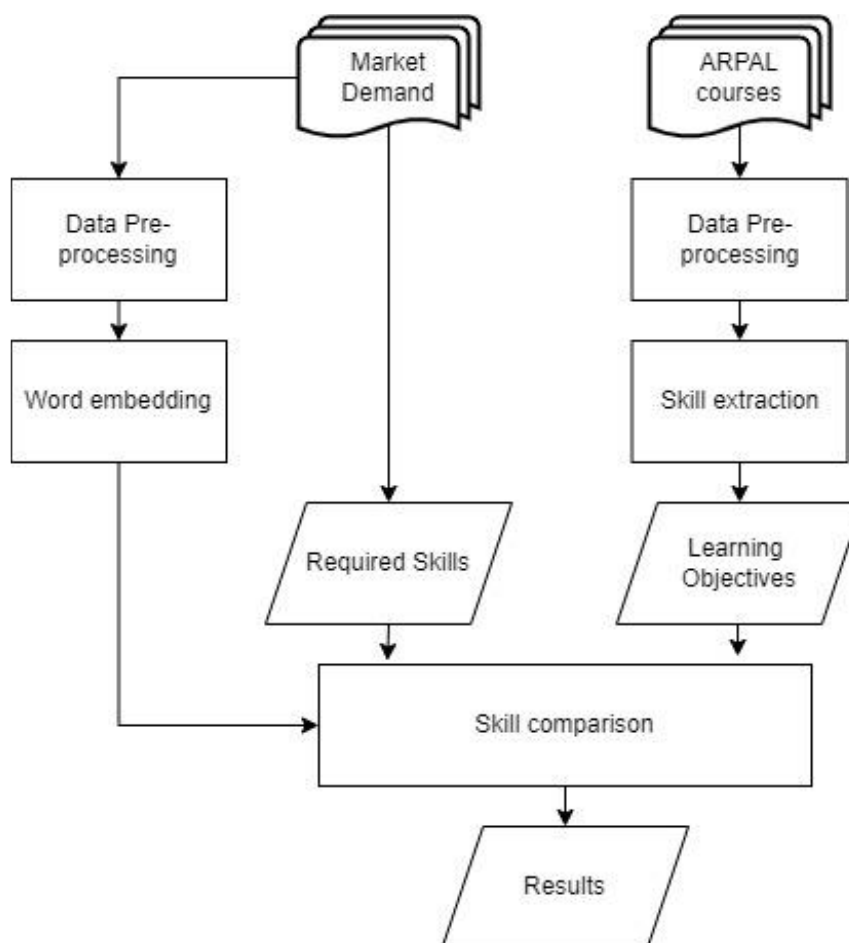 Market
Demand
ARPAL
courses
Data Pre-
processing
Data Pre-
processing
Word embedding
Skill extraction
Required Skills
Learning
Objectives
Skill comparison
Results